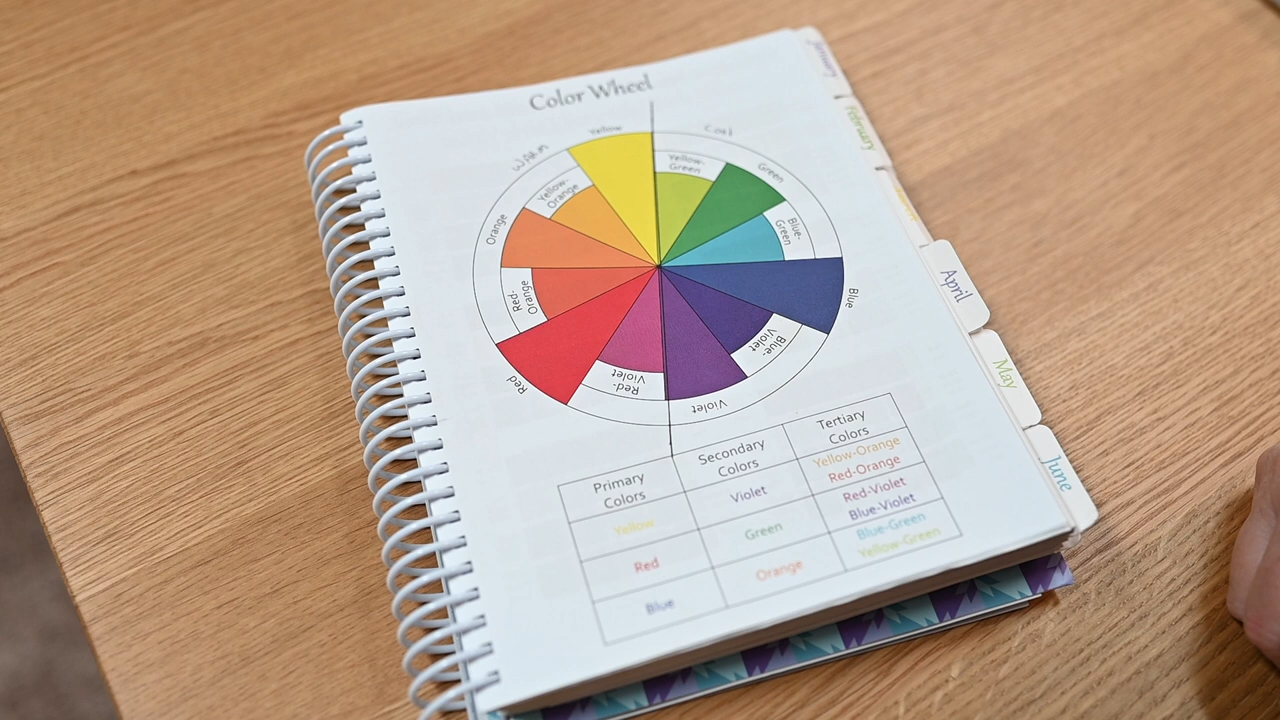 Color Wheel
Yellow
Warm
Cool
Yellow-
Green
Green
Blue-
Green
Blue
Blue-
Violet
Violet
Red-
Violet
Red
Red-
Orange
Orange
Yellow-
Orange
Primary
Colors
Secondary
Colors
Tertiary
Colors
Yellow
Violet
Yellow-Orange
Red-Orange
Red
Green
Red-Violet
Blue-Violet
Blue
Orange
Blue-Green
Yellow-Green
January
February
April
May
June